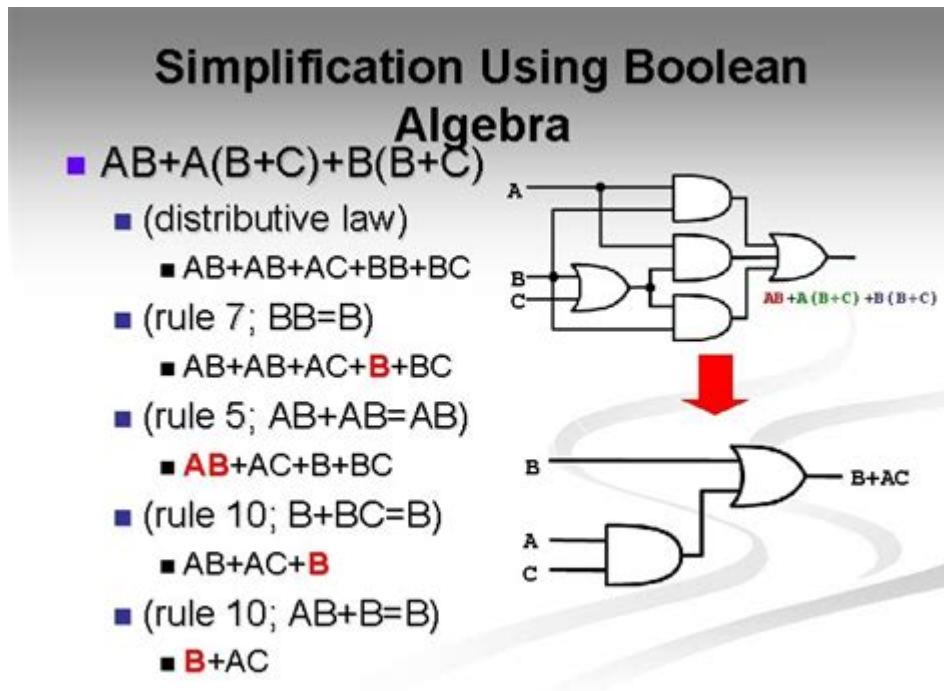 Simplification Using Boolean
Algebra
AB+A(B+C)+B(B+C)
(distributive law)
AB+AB+AC+BB+BC
(rule 7; BB=B)
AB+AB+AC+B+BC
(rule 5; AB+AB=AB)
AB+AC+B+BC
(rule 10; B+BC=B)
AB+AC+B
(rule 10; AB+B=B)
B+AC
A
B
C
AB+A(B+C)+B(B+C)
B
B+AC
A
C